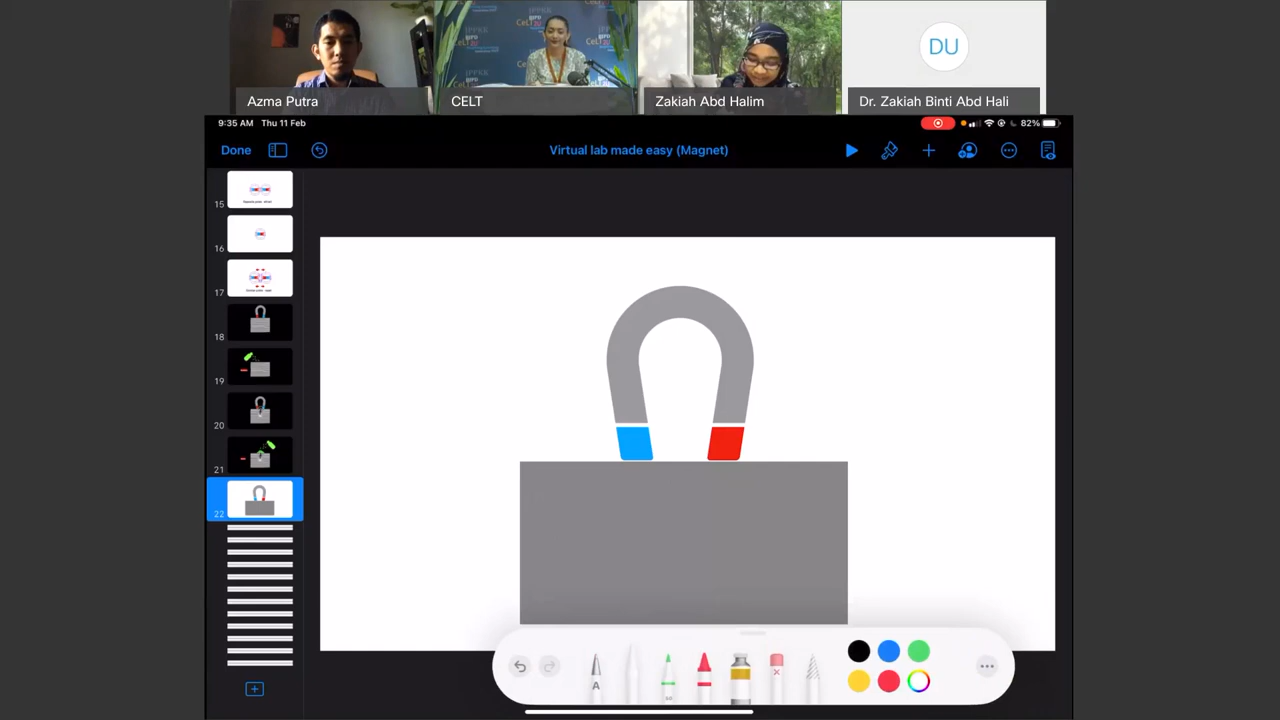 DU
Azma Putra
CELT
Zakiah Abd Halim
Dr. Zakiah Binti Abd Hali
9:35 AM Thu 11 Feb
82%
Done
Virtual lab made easy (Magnet)
15
16
17
18
19
20
21
22
A